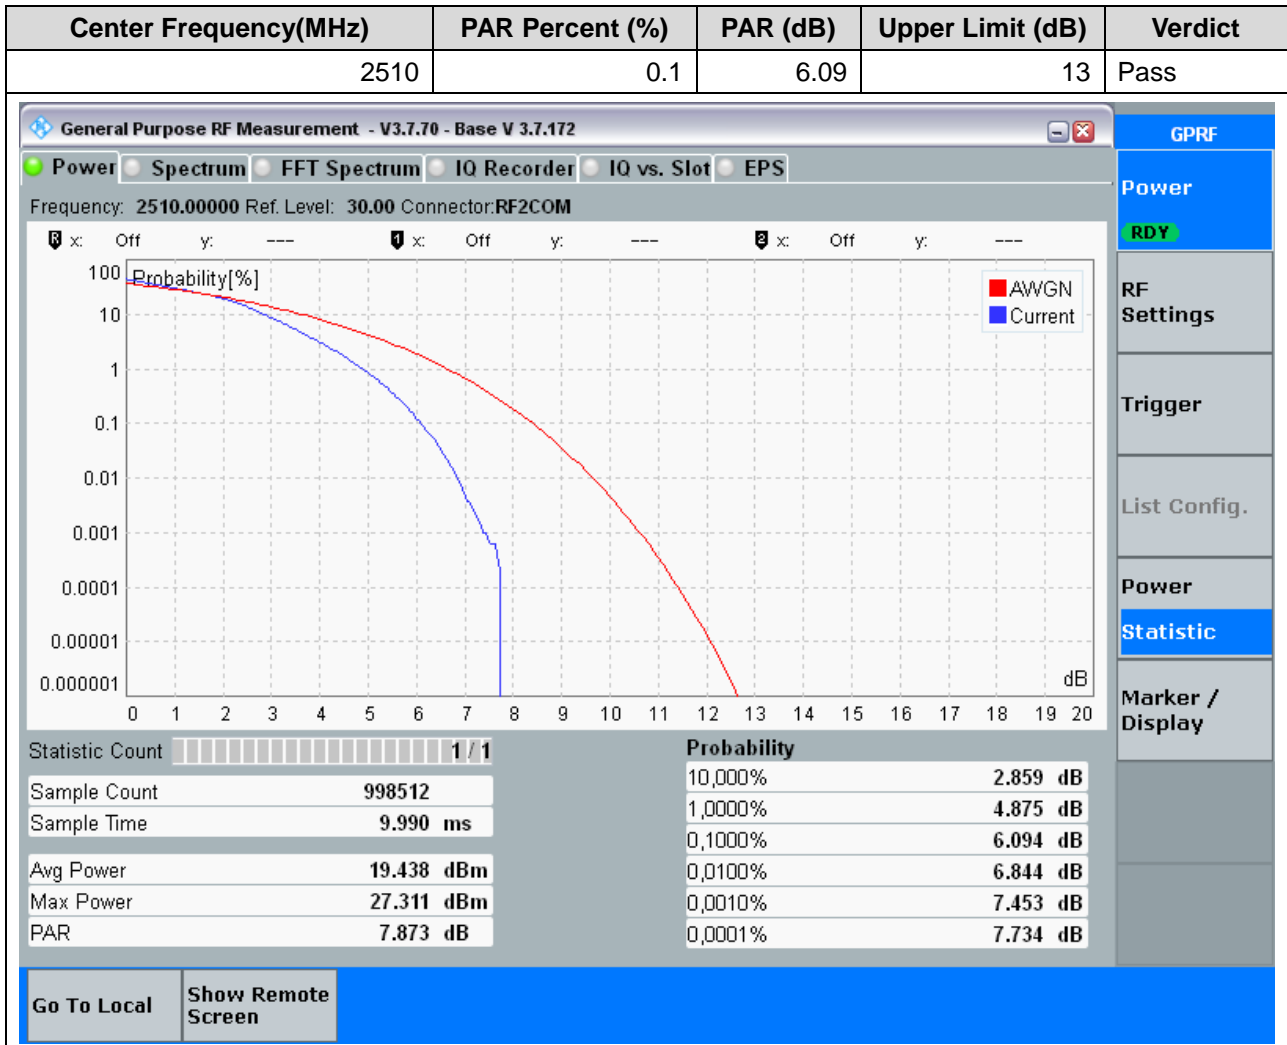 Center Frequency(MHz) PAR Percent (%) PAR (dB) Upper Limit (dB) Verdict
2510 0.1 6.09 13 Pass
General Purpose RF Measurement - V3.7.70 - Base V 3.7.172
GPRF
Power Spectrum FFT Spectrum IQ Recorder IQ vs. Slot EPS
Frequency: 2510.00000 Ref. Level: 30.00 Connector:RF2COM
R x: Off y: --- 1 x: Off y: --- 2 x: Off y: ---
Probability[%]
AWGN
Current
100
10
1
0.1
0.01
0.001
0.0001
0.00001
0.000001
dB
0 1 2 3 4 5 6 7 8 9 10 11 12 13 14 15 16 17 18 19 20
Statistic Count 1 / 1
Sample Count 998512
Sample Time 9.990 ms
Avg Power 19.438 dBm
Max Power 27.311 dBm
PAR 7.873 dB
Probability
10,000% 2.859 dB
1,0000% 4.875 dB
0,1000% 6.094 dB
0,0100% 6.844 dB
0,0010% 7.453 dB
0,0001% 7.734 dB
Power
RDY
RF
Settings
Trigger
List Config.
Power
Statistic
Marker /
Display
Go To Local
Show Remote
Screen